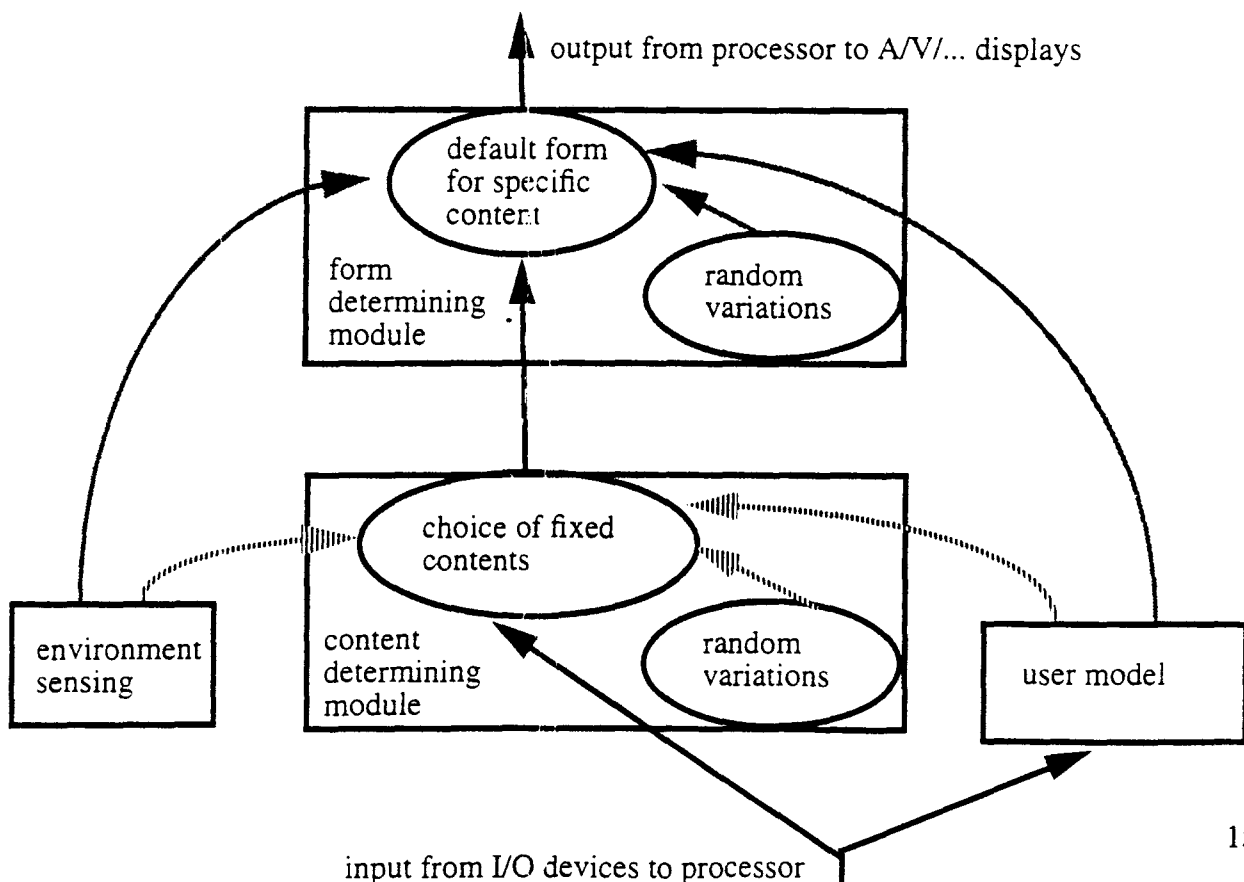 output from processor to A/V/... displays
default form
for specific
content
form
determining
module
random
variations
choice of fixed
contents
environment
sensing
content
determining
module
random
variations
user model
input from I/O devices to processor